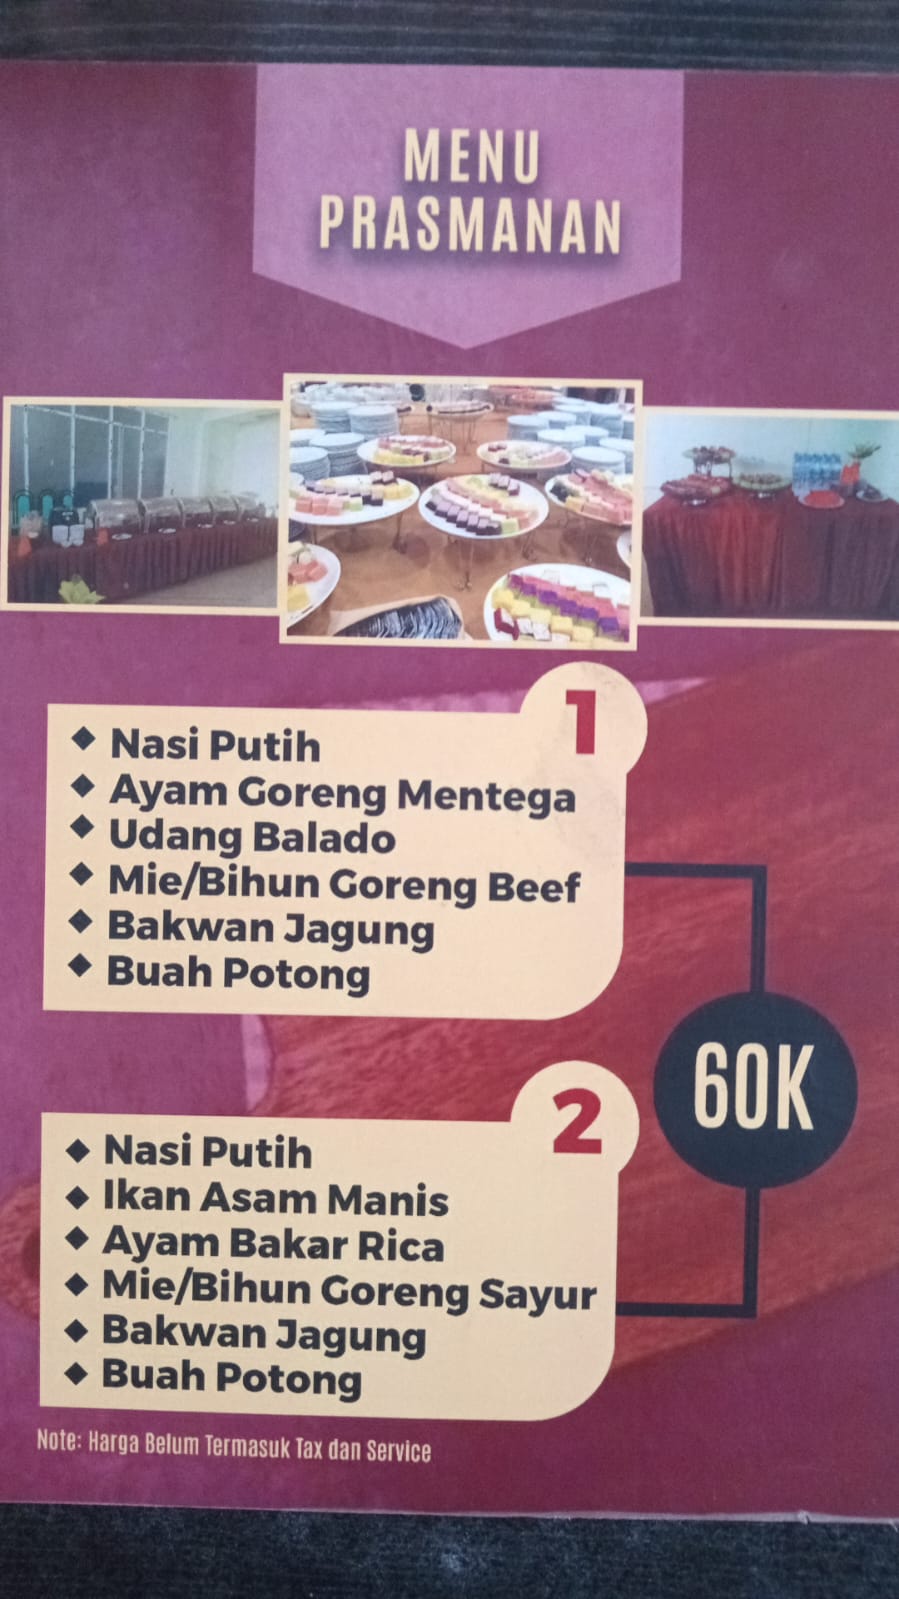 MENU
PRASMANAN
1
Nasi Putih
Ayam Goreng Mentega
Udang Balado
Mie/Bihun Goreng Beef
Bakwan Jagung
Buah Potong
60K
2
Nasi Putih
Ikan Asam Manis
Ayam Bakar Rica
Mie/Bihun Goreng Sayur
Bakwan Jagung
Buah Potong
Note: Harga Belum Termasuk Tax dan Service